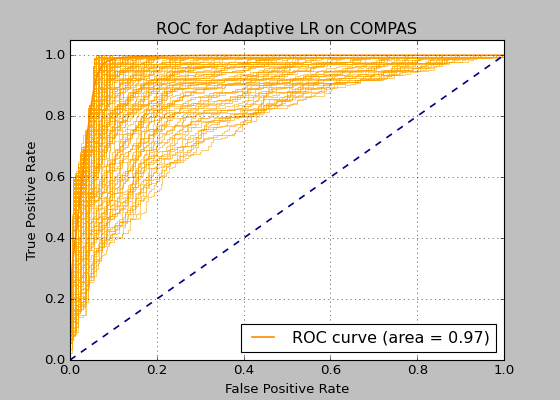 ROC for Adaptive LR on COMPAS
True Positive Rate
1.0
0.8
0.6
0.4
0.2
0.0
ROC curve (area = 0.97)
0.0 0.2 0.4 0.6 0.8 1.0
False Positive Rate